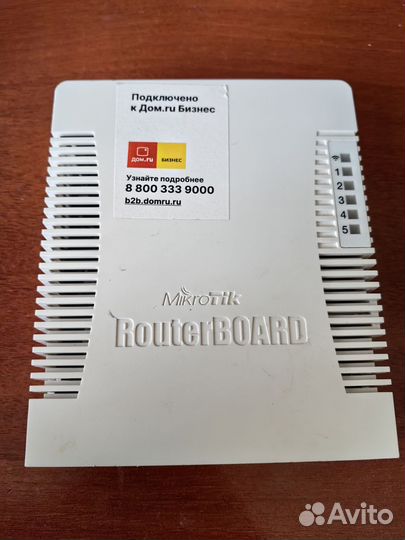 Подключено
к Дом.ru Бизнес
дом.ru
БИЗНЕС
Узнайте подробнее
8 800 333 9000
b2b.domru.ru
1
2
3
4
5
MikroTik
RouterBOARD
Avito